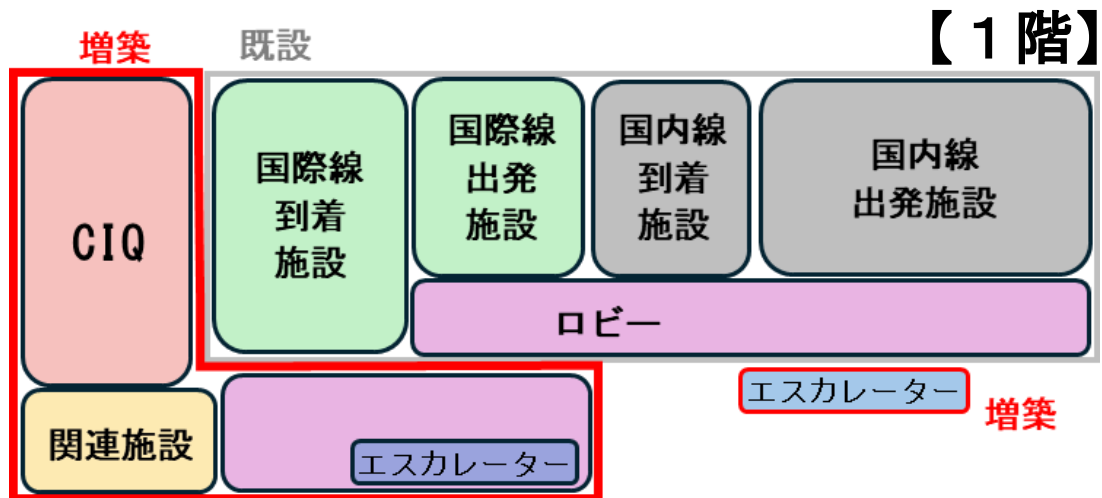 【１階】
増築
既設
CIQ
国際線
到着
施設
国際線
出発
施設
国内線
到着
施設
国内線
出発施設
ロビー
エスカレーター
増築
関連施設
エスカレーター